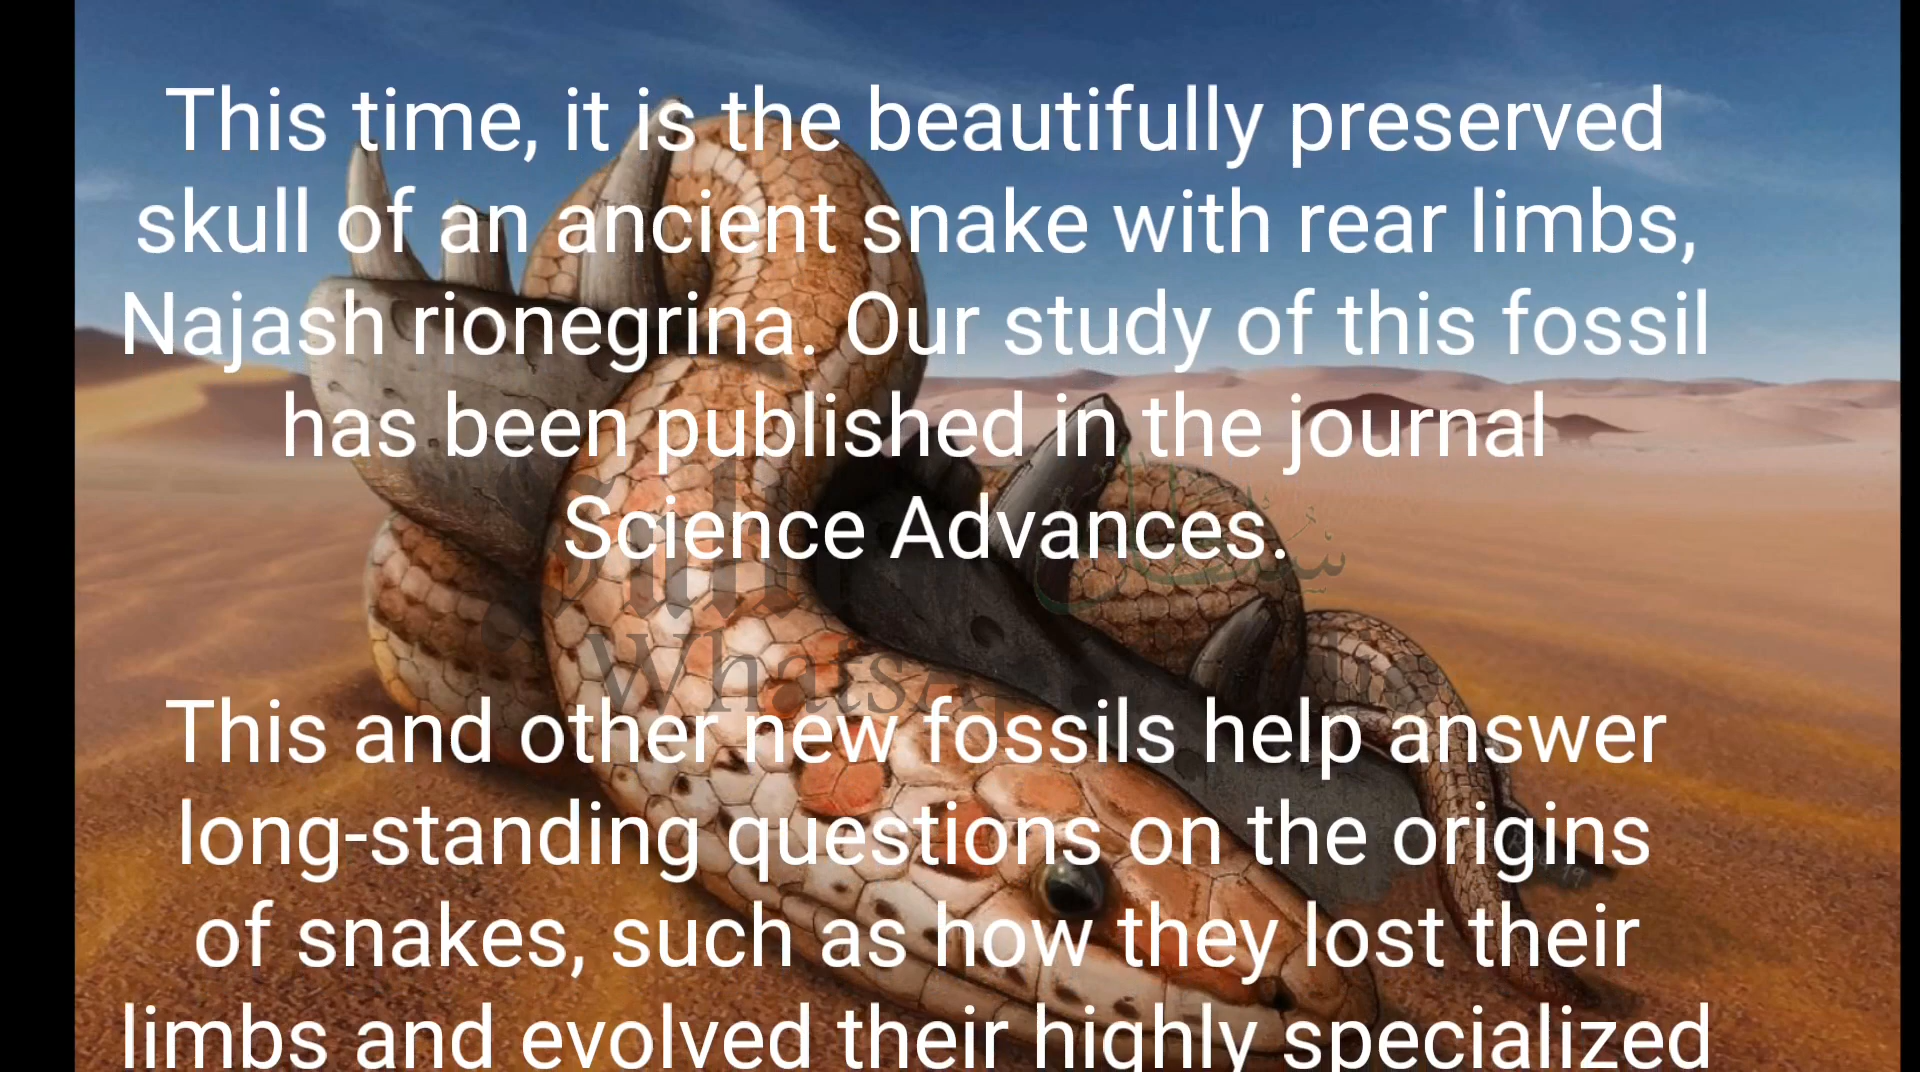 This time, it is the beautifully preserved
skull of an ancient snake with rear limbs,
Najash rionegrina. Our study of this fossil
has been published in the journal
Science Advances.
سلطان
WhatsA
This and other new fossils help answer
long-standing questions on the origins
of snakes, such as how they lost their
limbs and evolved their highly specialized